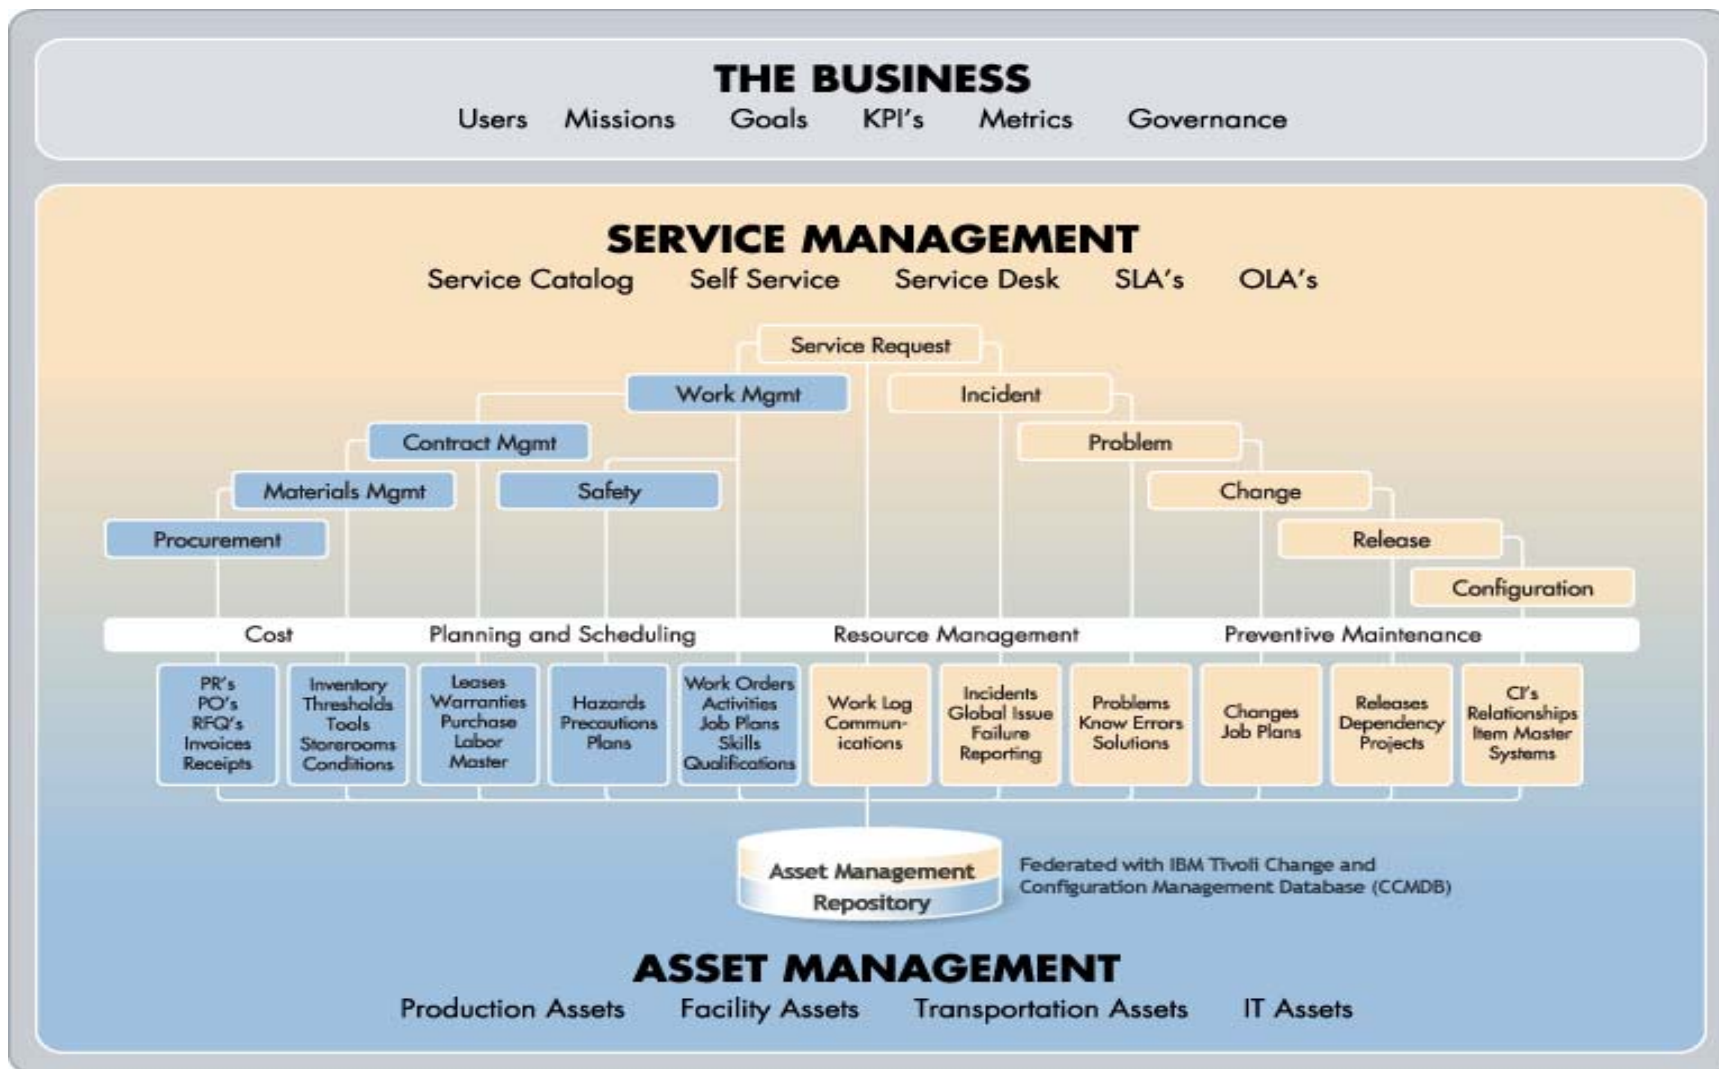 THE BUSINESS
Users Missions Goals KPI's Metrics Governance
SERVICE MANAGEMENT
Service Catalog Self Service Service Desk SLA's OLA's
Service Request
Work Mgmt Incident
Contract Mgmt Problem
Materials Mgmt Safety Change
Procurement Release
Configuration
Cost Planning and Scheduling Resource Management Preventive Maintenance
PR's
PO's
RFQ's
Invoices
Receipts
Inventory
Thresholds
Tools
Storerooms
Conditions
Leases
Warranties
Purchase
Labor
Master
Hazards
Precautions
Plans
Work Orders
Activities
Job Plans
Skills
Qualifications
Work Log
Commun-
ications
Incidents
Global Issue
Failure
Reporting
Problems
Know Errors
Solutions
Changes
Job Plans
Releases
Dependency
Projects
CI's
Relationships
Item Master
Systems
Asset Management
Repository
Federated with IBM Tivoli Change and
Configuration Management Database (CCMDB)
ASSET MANAGEMENT
Production Assets Facility Assets Transportation Assets IT Assets